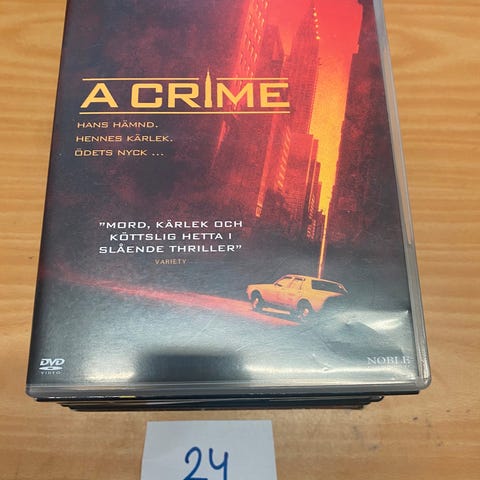 A CRIME
HANS HÄMND.
HENNES KÄRLEK.
ÖDETS NYCK ...
"MORD, KÄRLEK OCH
KÖTTSLIG HETTA I
SLÅENDE THRILLER"
VARIETY
DVD
VIDEO
NOBLE
24